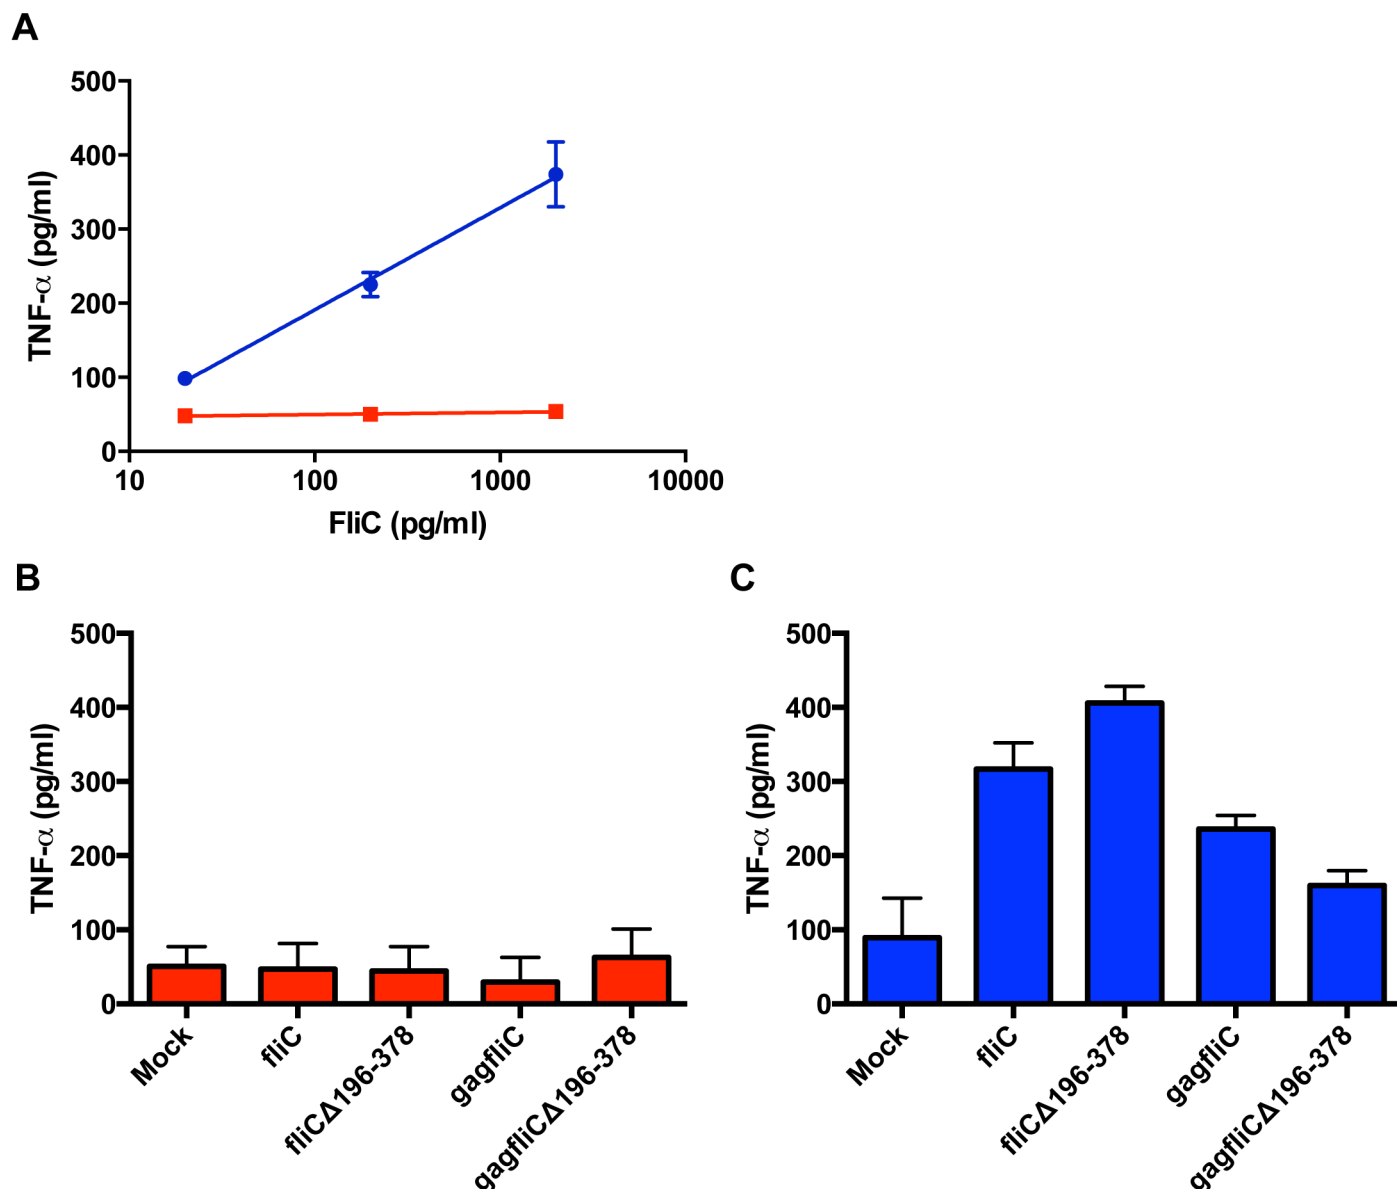 A
500
400
300
200
100
0
TNF-α (pg/ml)
10
100
1000
10000
FliC (pg/ml)
B
500
400
300
200
100
0
TNF-α (pg/ml)
Mock
fliC
fliCΔ196-378
gagfliC
gagfliCΔ196-378
C
500
400
300
200
100
0
TNF-α (pg/ml)
Mock
fliC
fliCΔ196-378
gagfliC
gagfliCΔ196-378